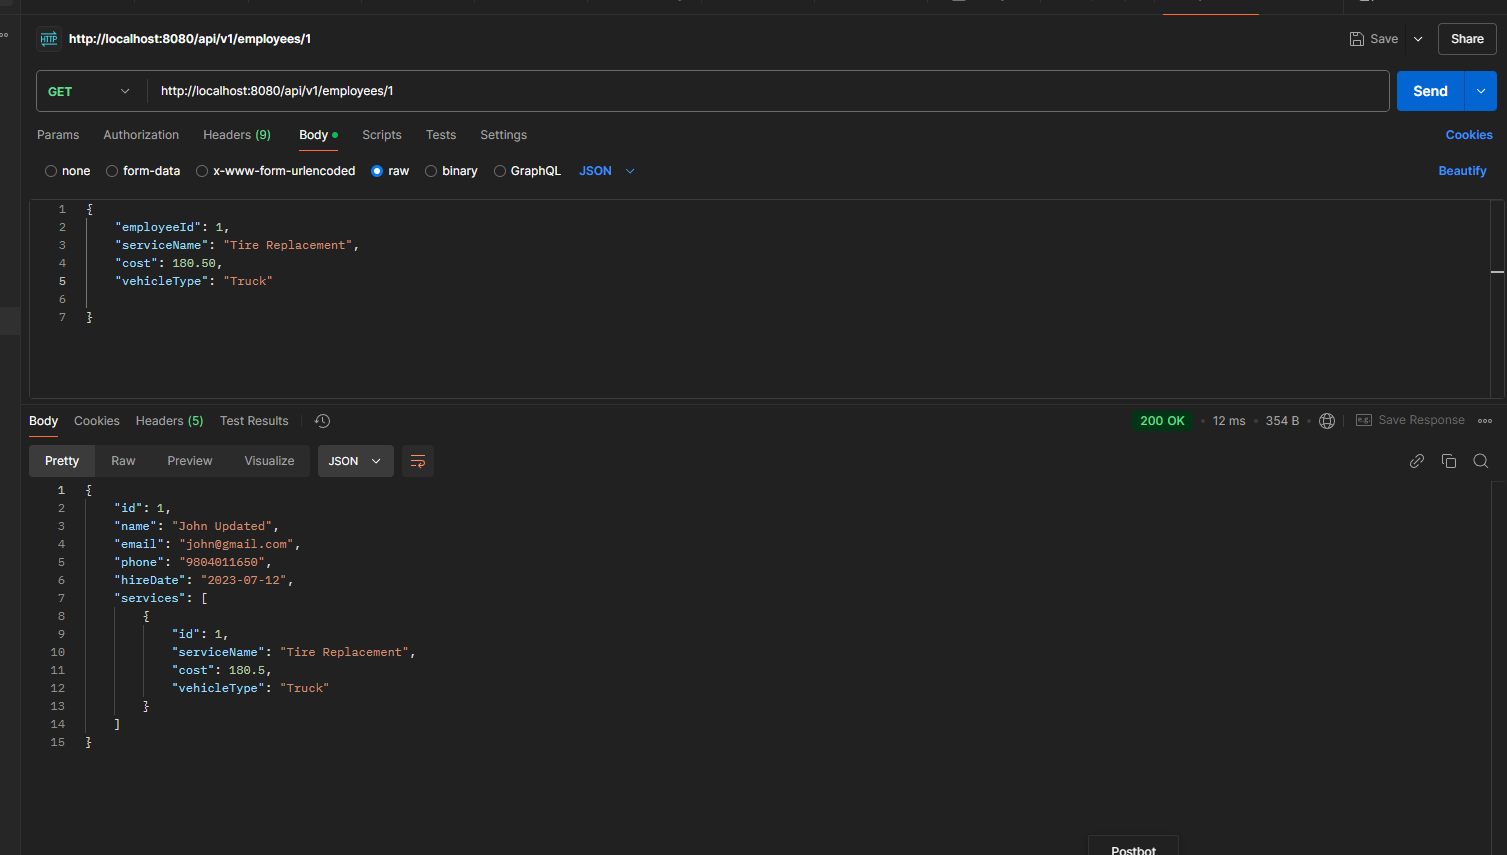 HTTP http://localhost:8080/api/v1/employees/1 Save Share
GET http://localhost:8080/api/v1/employees/1 Send
Params Authorization Headers (9) Body Scripts Tests Settings Cookies
none form-data x-www-form-urlencoded raw binary GraphQL JSON Beautify
1 {
2 "employeeId": 1,
3 "serviceName": "Tire Replacement",
4 "cost": 180.50,
5 "vehicleType": "Truck"
6
7 }
Body Cookies Headers (5) Test Results 200 OK • 12 ms • 354 B • e.g. Save Response
Pretty Raw Preview Visualize JSON
1 {
2 "id": 1,
3 "name": "John Updated",
4 "email": "john@gmail.com",
5 "phone": "9804011650",
6 "hireDate": "2023-07-12",
7 "services": [
8 {
9 "id": 1,
10 "serviceName": "Tire Replacement",
11 "cost": 180.5,
12 "vehicleType": "Truck"
13 }
14 ]
15 }
Postbot